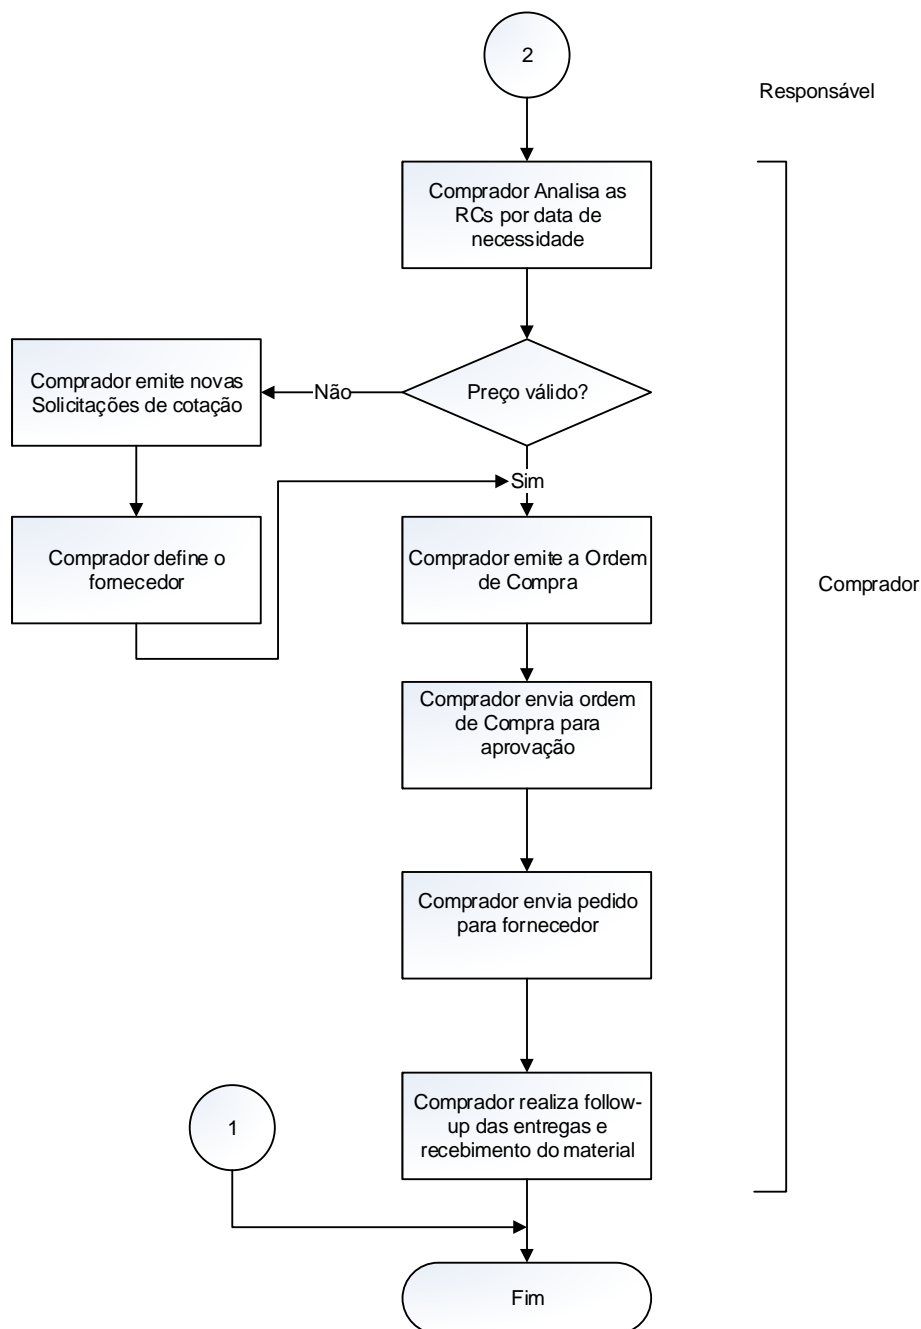 2
Responsável
Comprador Analisa as
RCs por data de
necessidade
Preço válido?
Não
Comprador emite novas
Solicitações de cotação
Sim
Comprador define o
fornecedor
Comprador emite a Ordem
de Compra
Comprador
Comprador envia ordem
de Compra para
aprovação
Comprador envia pedido
para fornecedor
Comprador realiza follow-
up das entregas e
recebimento do material
1
Fim